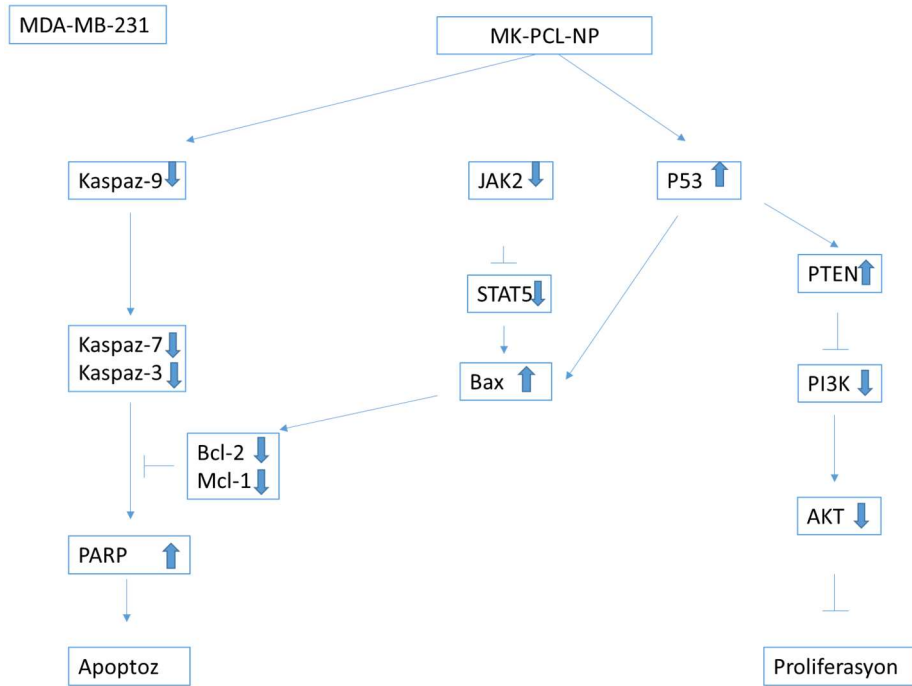 MDA-MB-231
MK-PCL-NP
Kaspaz-9
JAK2
P53
PTEN
STAT5
Kaspaz-7
Kaspaz-3
Bax
PI3K
Bcl-2
Mcl-1
AKT
PARP
Apoptoz
Proliferasyon